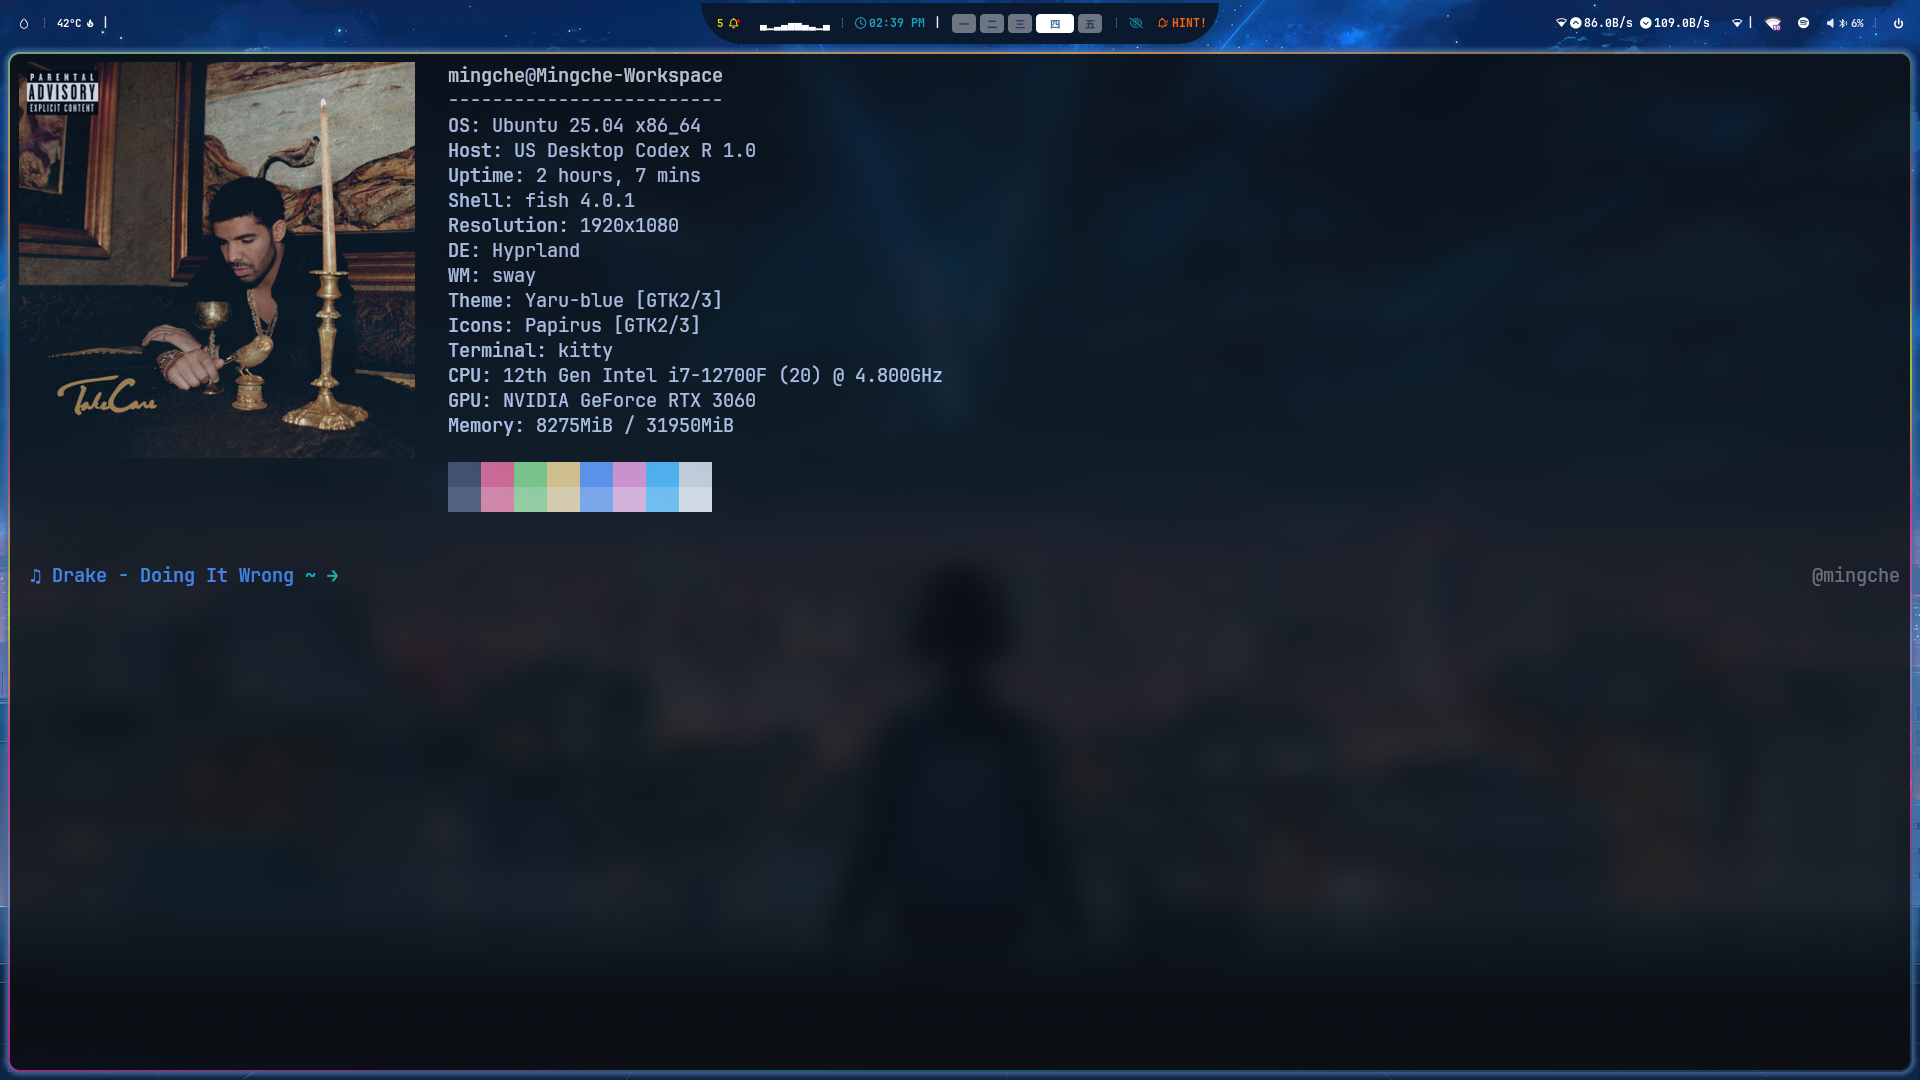 42°C
5
02:39 PM
一 二 三 四 五
HINT!
86.0B/s 109.0B/s
6%
PARENTAL
ADVISORY
EXPLICIT CONTENT
TakeCare
mingche@Mingche-Workspace
-------------------------
OS: Ubuntu 25.04 x86_64
Host: US Desktop Codex R 1.0
Uptime: 2 hours, 7 mins
Shell: fish 4.0.1
Resolution: 1920x1080
DE: Hyprland
WM: sway
Theme: Yaru-blue [GTK2/3]
Icons: Papirus [GTK2/3]
Terminal: kitty
CPU: 12th Gen Intel i7-12700F (20) @ 4.800GHz
GPU: NVIDIA GeForce RTX 3060
Memory: 8275MiB / 31950MiB
♫ Drake - Doing It Wrong ~ →
@mingche